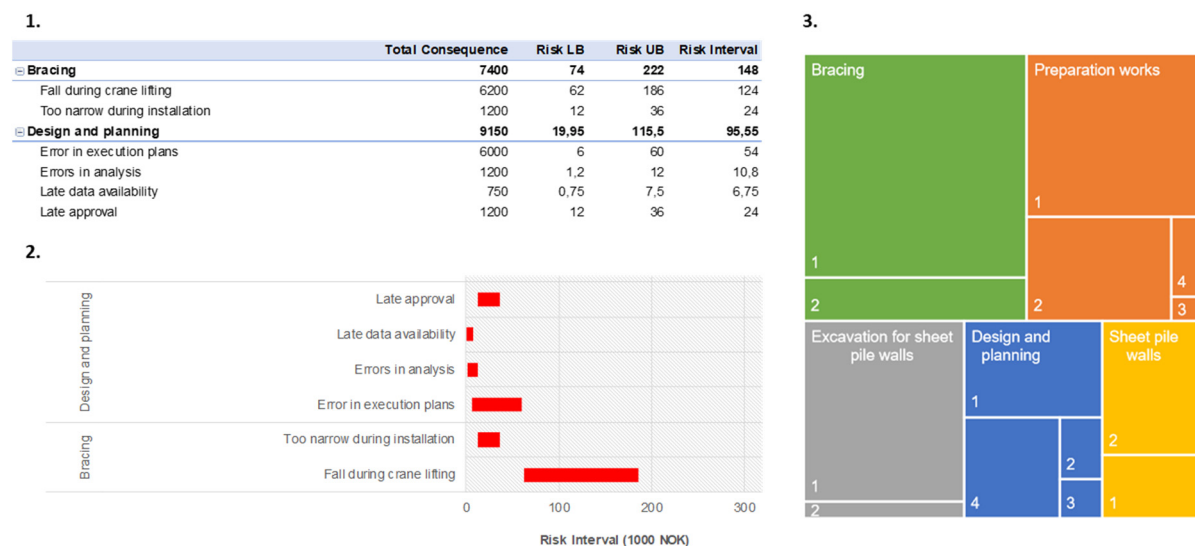 1.
Total Consequence Risk LB Risk UB Risk Interval
Bracing 7400 74 222 148
Fall during crane lifting 6200 62 186 124
Too narrow during installation 1200 12 36 24
Design and planning 9150 19,95 115,5 95,55
Error in execution plans 6000 6 60 54
Errors in analysis 1200 1,2 12 10,8
Late data availability 750 0,75 7,5 6,75
Late approval 1200 12 36 24
2.
Design and planning
Late approval
Late data availability
Errors in analysis
Error in execution plans
Bracing
Too narrow during installation
Fall during crane lifting
0 100 200 300
Risk Interval (1000 NOK)
3.
Bracing
1
2
Preparation works
1
2
4
3
Excavation for sheet
pile walls
1
2
Design and
planning
1
4
2
3
Sheet pile
walls
2
1